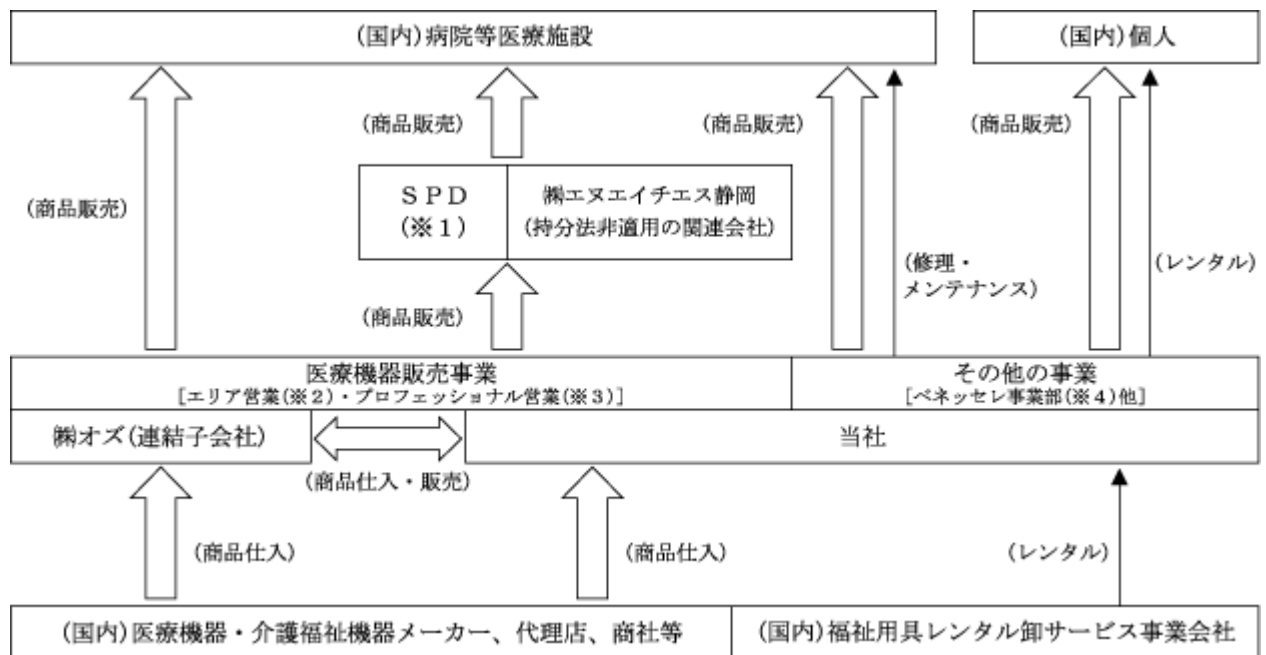 (国内)病院等医療施設
(国内)個人
(商品販売)
(商品販売)
(商品販売)
(商品販売)
SPD
(※1)
㈱エヌエイチエス静岡
(持分法非適用の関連会社)
(修理・
メンテナンス)
(レンタル)
(商品販売)
医療機器販売事業
[エリア営業(※2)・プロフェッショナル営業(※3)]
その他の事業
[ベネッセレ事業部(※4)他]
㈱オズ(連結子会社)
(商品仕入・販売)
当社
(商品仕入)
(商品仕入)
(レンタル)
(国内)医療機器・介護福祉機器メーカー、代理店、商社等
(国内)福祉用具レンタル卸サービス事業会社